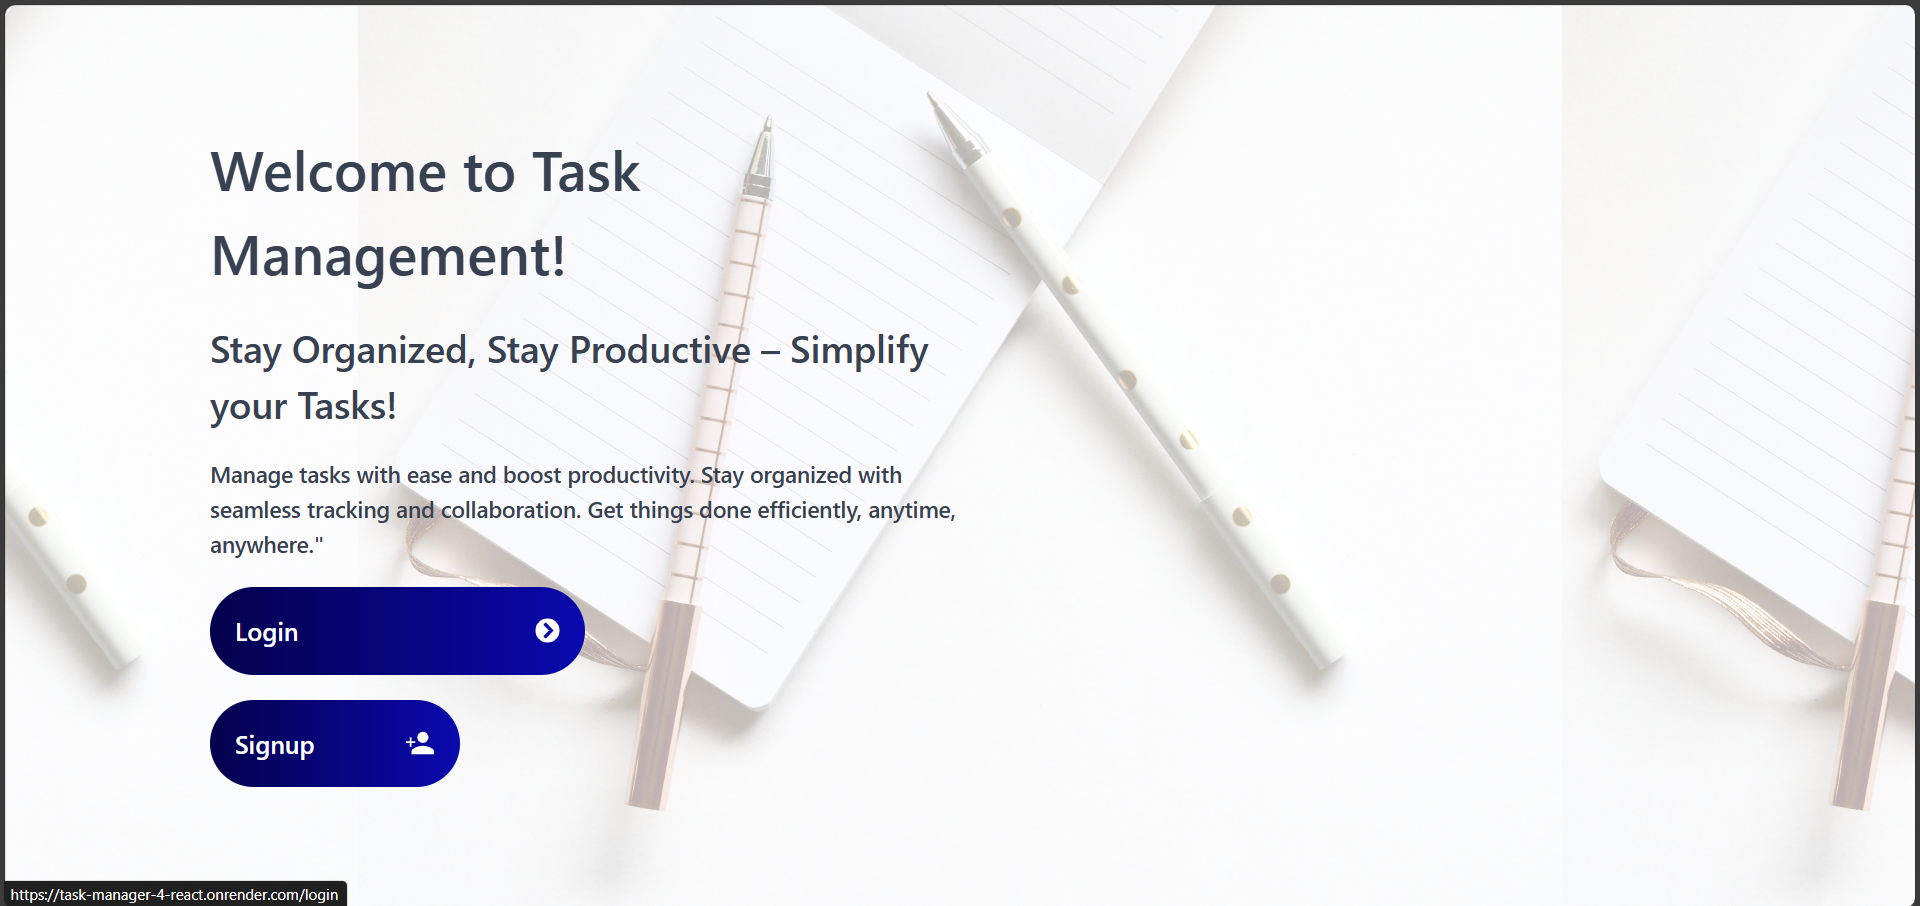 Welcome to Task
Management!
Stay Organized, Stay Productive – Simplify
your Tasks!
Manage tasks with ease and boost productivity. Stay organized with
seamless tracking and collaboration. Get things done efficiently, anytime,
anywhere."
Login
Signup
https://task-manager-4-react.onrender.com/login